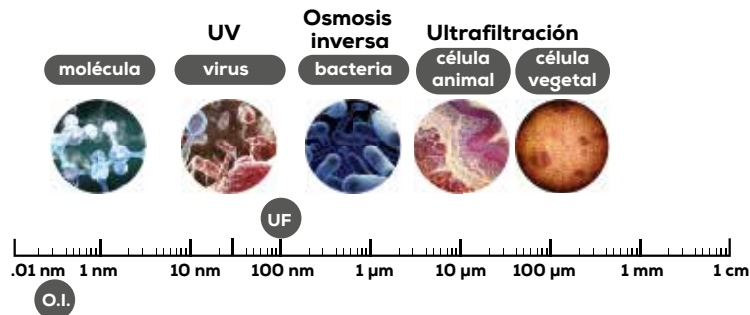 UV
Osmosis
inversa
Ultrafiltración
molécula
virus
bacteria
célula
animal
célula
vegetal
UF
.01 nm 1 nm 10 nm 100 nm 1 µm 10 µm 100 µm 1 mm 1 cm
O.I.